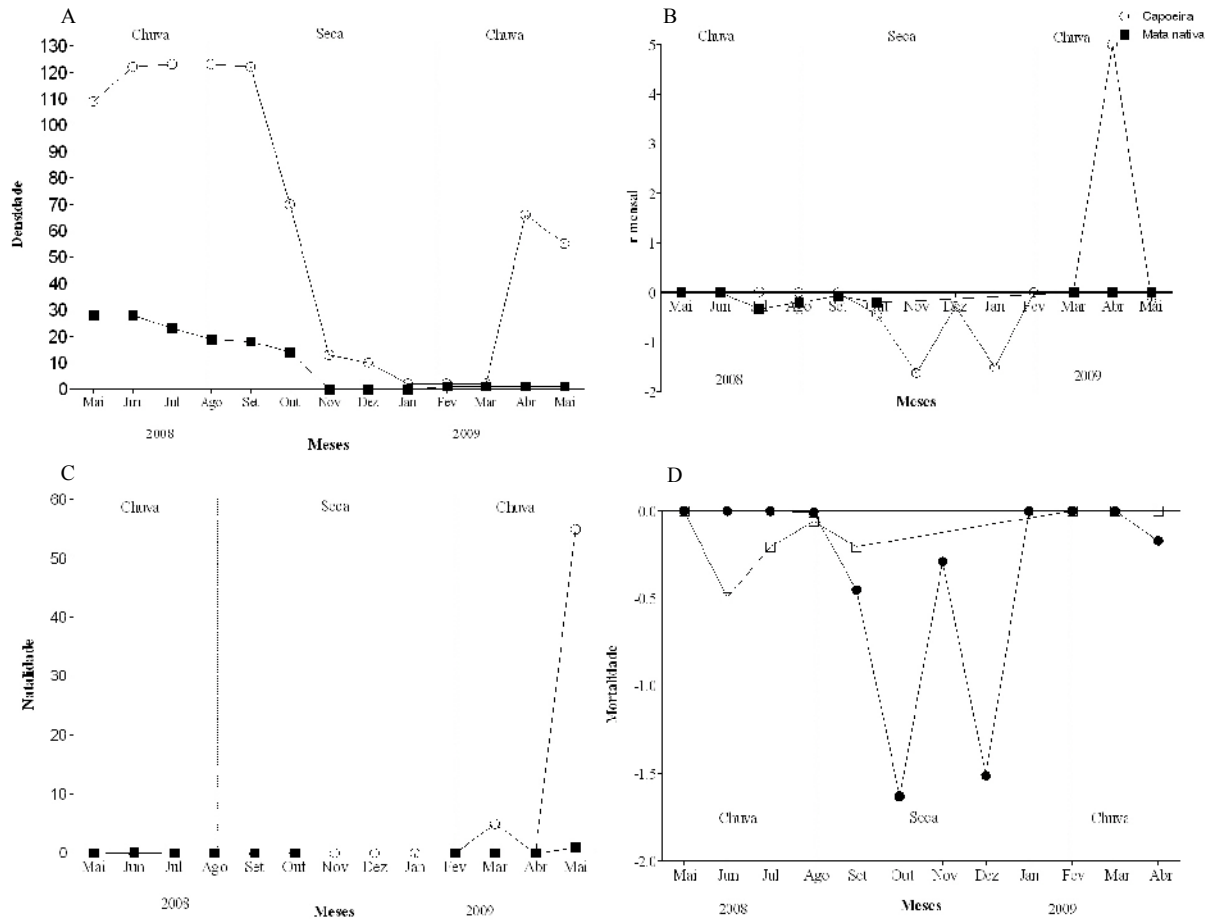 A
Chuva Seca Chuva
130
120
110
100
90
80
70
60
50
40
30
20
10
0
Densidade
Mai Jun Jul Ago Set Out Nov Dez Jan Fev Mar Abr Mai
2008 2009
Meses
B
Capoeira
Mata nativa
Chuva Seca Chuva
5
4
3
2
1
0
-1
-2
r mensal
Mai Jun Ago Set Out Nov Dez Jan Fev Mar Abr Mai
2008 2009
Meses
C
Chuva Seca Chuva
60
50
40
30
20
10
0
Natalidade
Mai Jun Jul Ago Set Out Nov Dez Jan Fev Mar Abr Mai
2008 2009
Meses
D
0.0
-0.5
-1.0
-1.5
-2.0
Mortalidade
Chuva Seca Chuva
Mai Jun Jul Ago Set Out Nov Dez Jan Fev Mar Abr
2008 2009
Meses